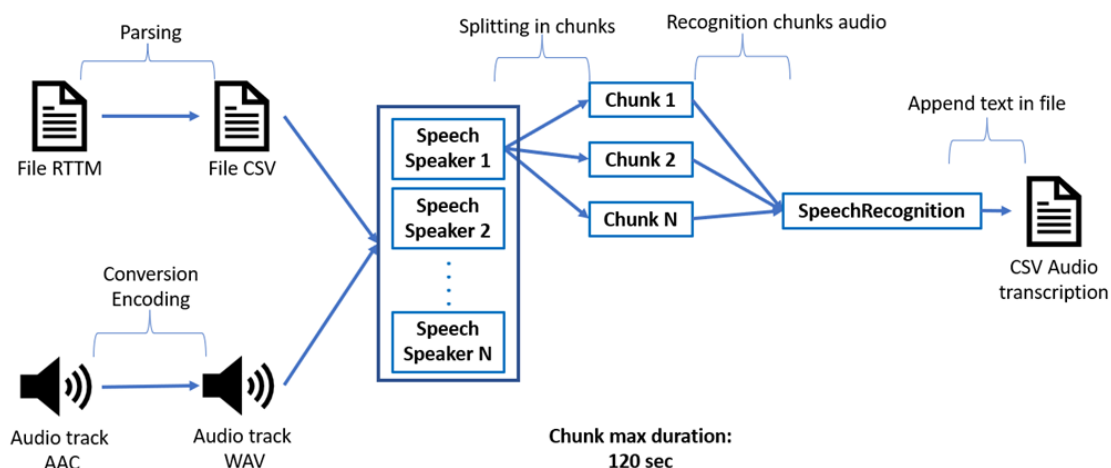 Parsing
File RTTM
File CSV
Conversion
Encoding
Audio track
AAC
Audio track
WAV
Speech
Speaker 1
Speech
Speaker 2
Speech
Speaker N
Splitting in chunks
Recognition chunks audio
Chunk 1
Chunk 2
Chunk N
SpeechRecognition
Append text in file
CSV Audio
transcription
Chunk max duration:
120 sec